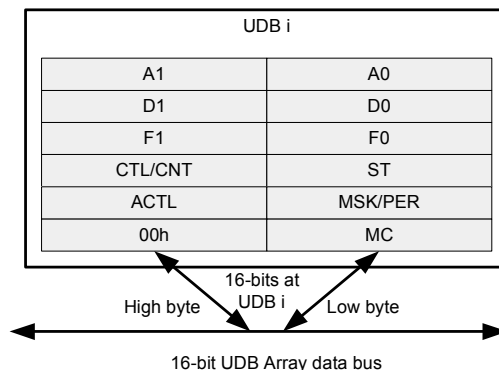 UDB i
A1 A0
D1 D0
F1 F0
CTL/CNT ST
ACTL MSK/PER
00h MC
16-bits at
UDB i
High byte Low byte
16-bit UDB Array data bus